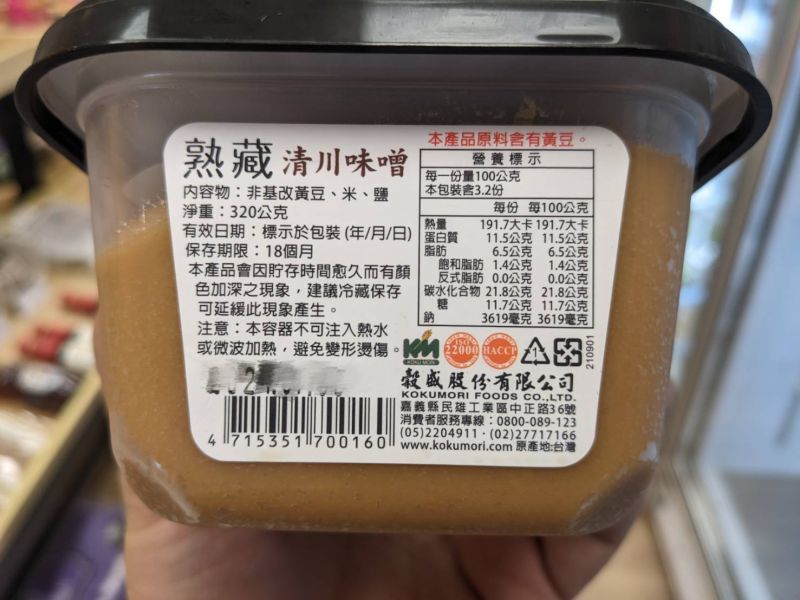 熟藏 清川味噌
內容物：非基改黃豆、米、鹽
淨重：320公克
有效日期：標示於包裝 (年/月/日)
保存期限：18個月
本產品會因貯存時間愈久而有顏
色加深之現象，建議冷藏保存
可延緩此現象產生。
注意：本容器不可注入熱水
或微波加熱，避免變形燙傷。
4 715351 700160
本產品原料含有黃豆。
營養標示
每一份量100公克
本包裝含3.2份
每份 每100公克
熱量 191.7大卡 191.7大卡
蛋白質 11.5公克 11.5公克
脂肪 6.5公克 6.5公克
飽和脂肪 1.4公克 1.4公克
反式脂肪 0.0公克 0.0公克
碳水化合物 21.8公克 21.8公克
糖 11.7公克 11.7公克
鈉 3619毫克 3619毫克
KM
KOKU MORI
ISO
22000
HACCP
210901
穀盛股份有限公司
KOKUMORI FOODS CO.,LTD.
嘉義縣民雄工業區中正路36號
消費者服務專線：0800-089-123
(05)2204911 · (02)27717166
www.kokumori.com 原產地:台灣